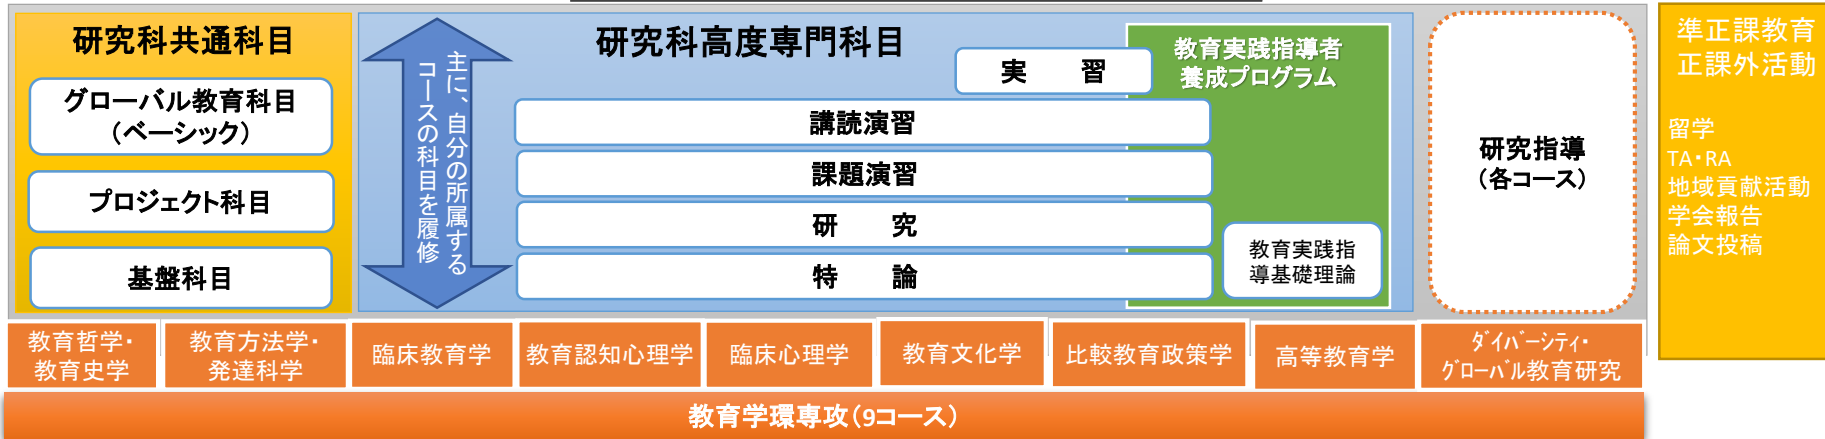 研究科共通科目
グローバル教育科目
(ベーシック)
プロジェクト科目
基盤科目
主に、自分の所属する
コースの科目を履修
研究科高度専門科目
実　習
講読演習
課題演習
研　究
特　論
教育実践指導者
養成プログラム
教育実践指
導基礎理論
研究指導
(各コース)
準正課教育
正課外活動
留学
TA・RA
地域貢献活動
学会報告
論文投稿
教育哲学・
教育史学
教育方法学・
発達科学
臨床教育学
教育認知心理学
臨床心理学
教育文化学
比較教育政策学
高等教育学
ダイバーシティ・
グローバル教育研究
教育学環専攻(9コース)